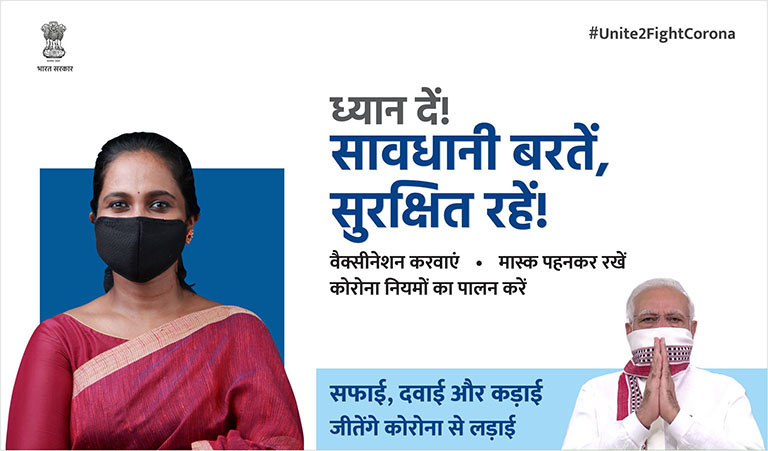 भारत सरकार
#Unite2FightCorona
ध्यान दें!
सावधानी बरतें,
सुरक्षित रहें!
वैक्सीनेशन करवाएं • मास्क पहनकर रखें
कोरोना नियमों का पालन करें
सफाई, दवाई और कड़ाई
जीतेंगे कोरोना से लड़ाई